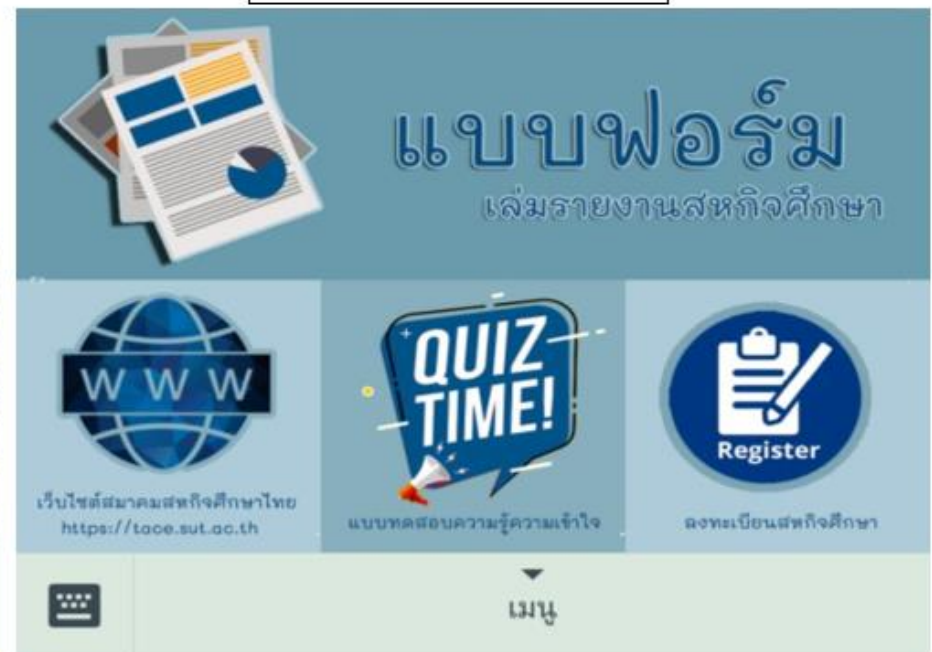 แบบฟอร์ม
เล่มรายงานสหกิจศึกษา
WWW
เว็บไซต์สมาคมสหกิจศึกษาไทย
https://tace.sut.ac.th
QUIZ
TIME!
แบบทดสอบความรู้ความเข้าใจ
Register
ลงทะเบียนสหกิจศึกษา
เมนู